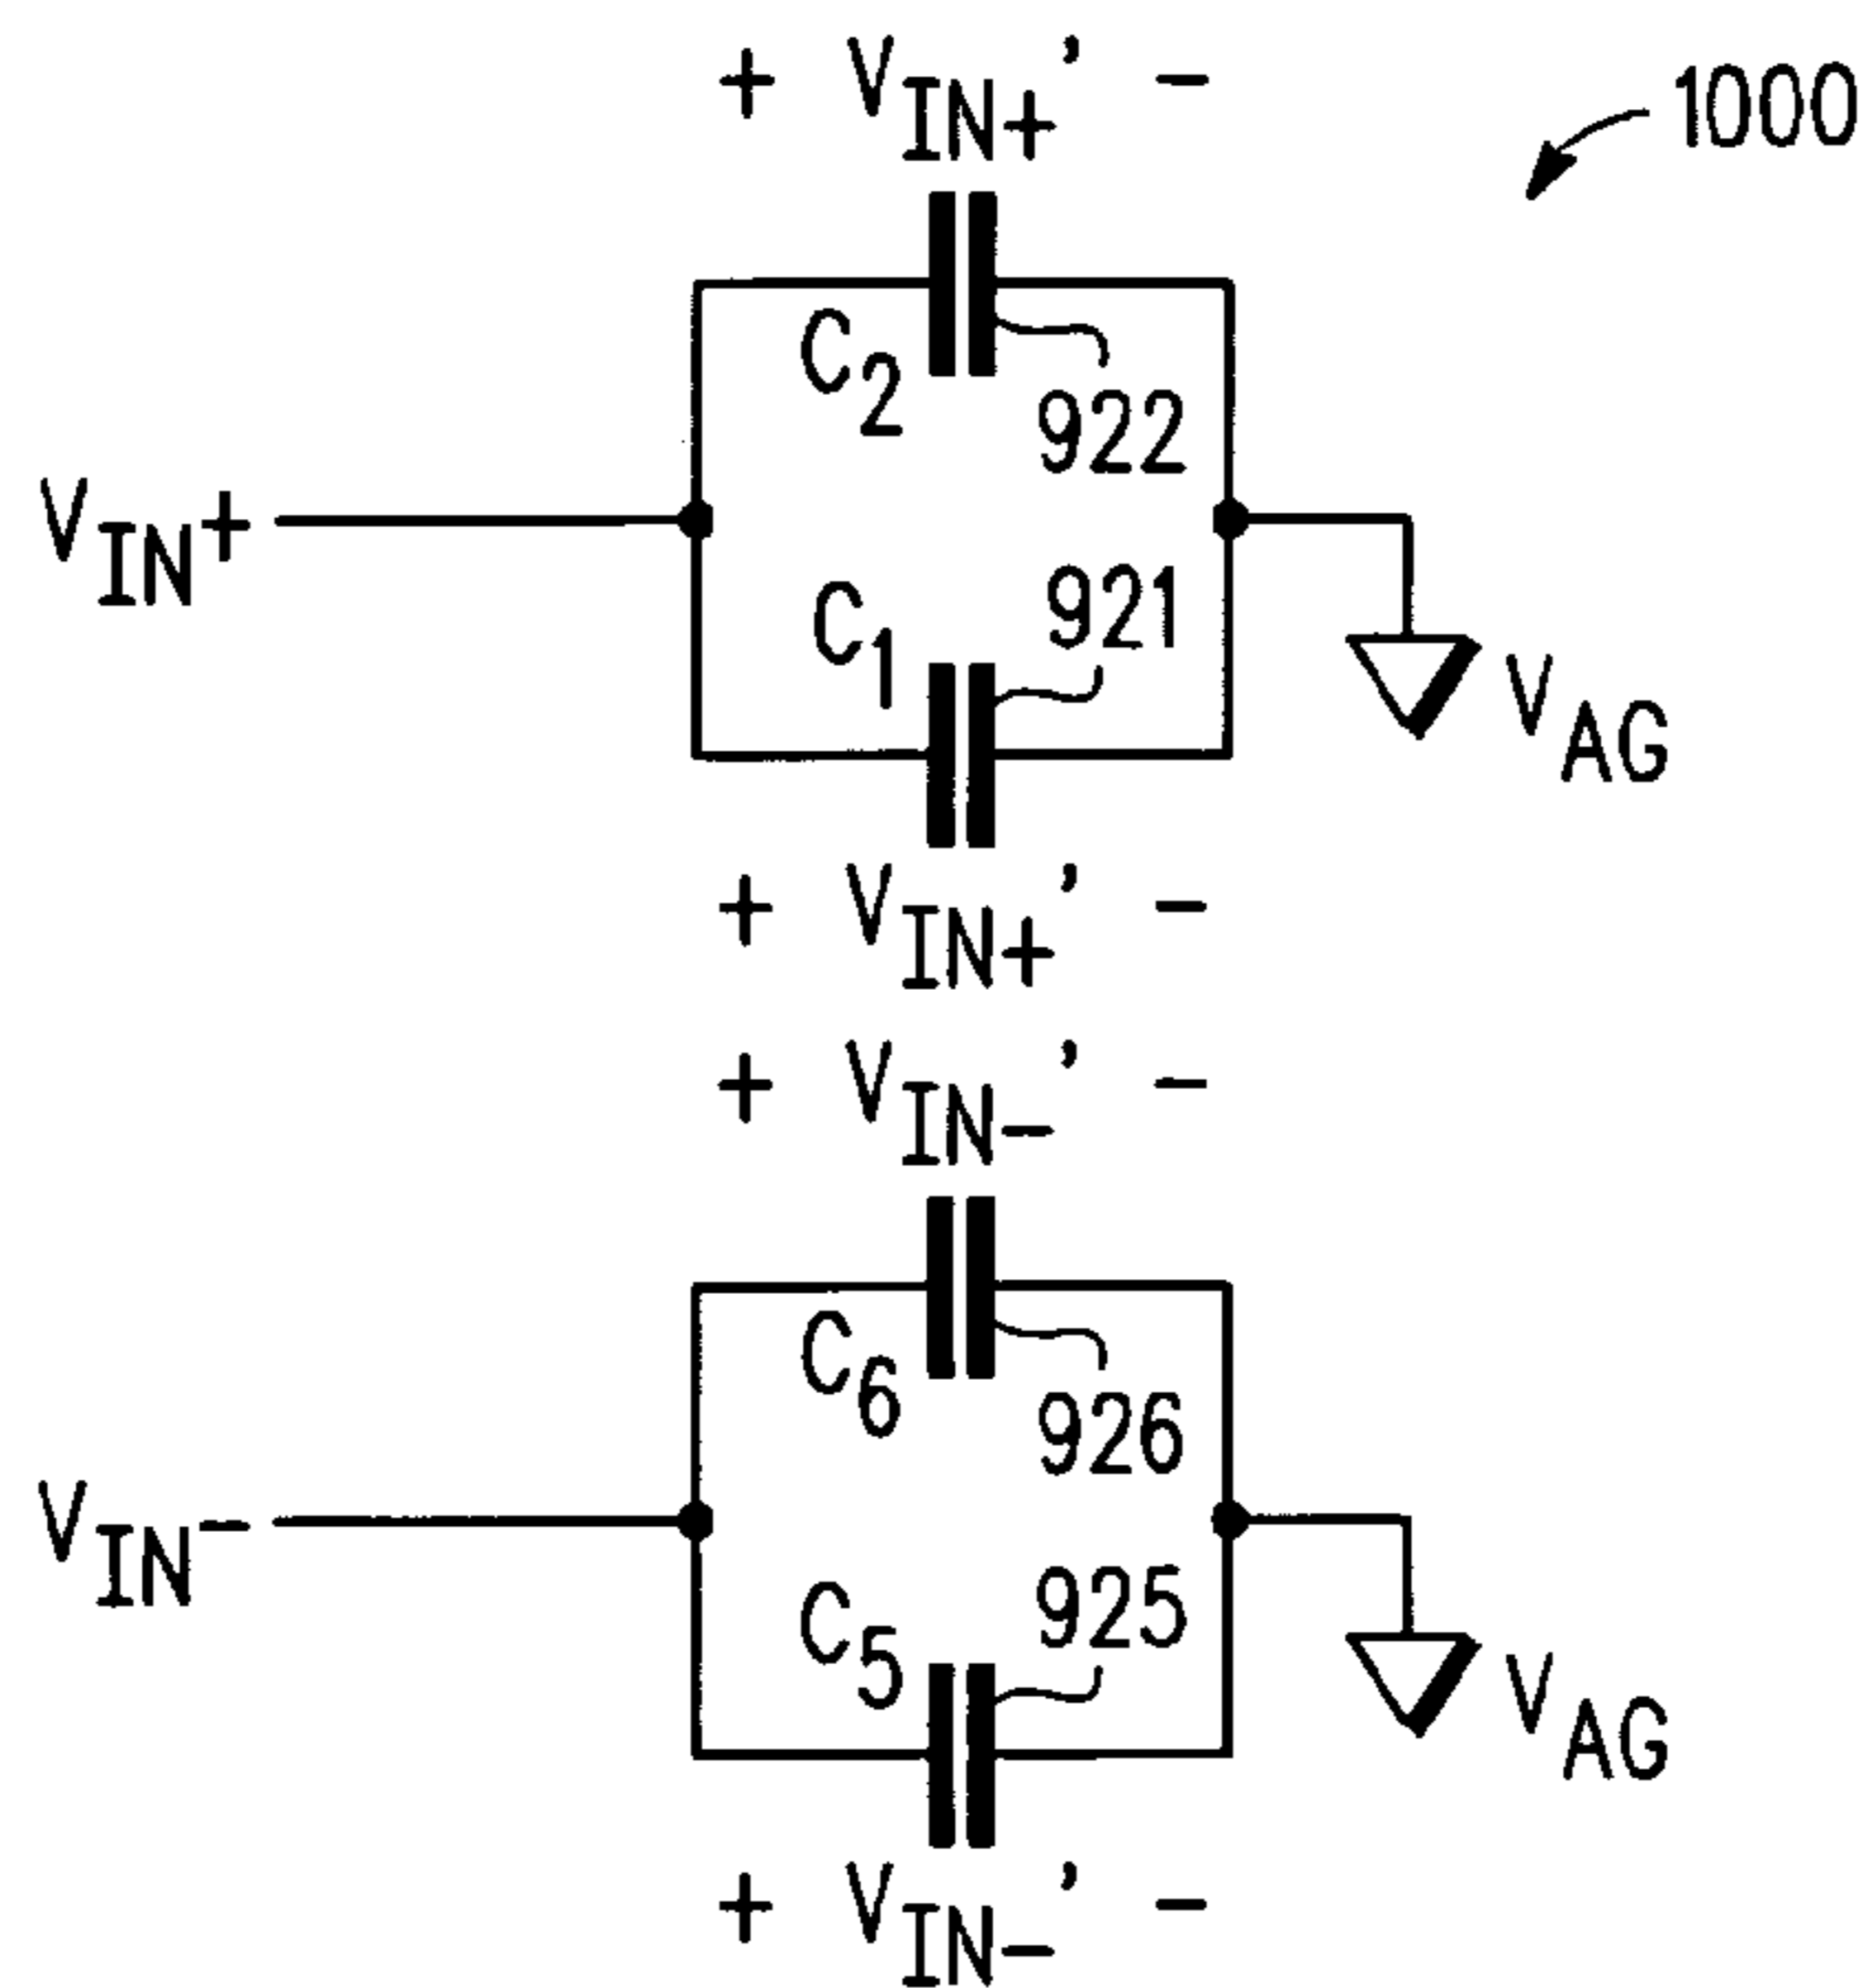 + VIN+' -
1000
C2
922
VIN+
C1
921
VAG
+ VIN+' -
+ VIN-' -
C6
926
VIN-
C5
925
VAG
+ VIN-' -